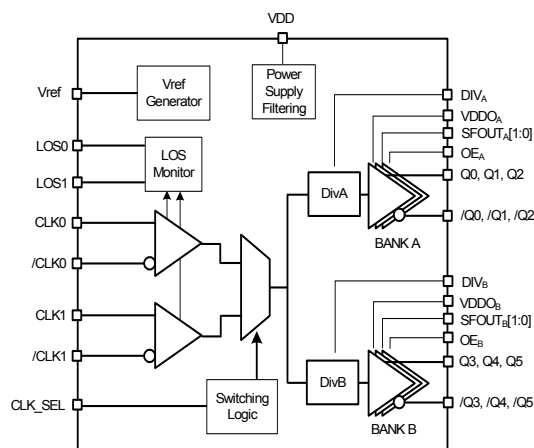 VDD
Vref
Vref
Generator
Power
Supply
Filtering
LOS0
LOS1
LOS
Monitor
CLK0
/CLK0
CLK1
/CLK1
CLK_SEL
Switching
Logic
DivA
DivB
BANK A
BANK B
DIVA
VDDOA
SFOUTA[1:0]
OEA
Q0, Q1, Q2
/Q0, /Q1, /Q2
DIVB
VDDOB
SFOUTB[1:0]
OEB
Q3, Q4, Q5
/Q3, /Q4, /Q5